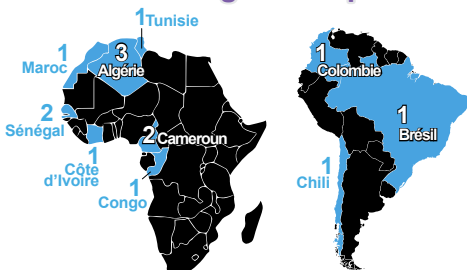 1
Tunisie
3
Algérie
1
Maroc
2
Sénégal
1
Côte
d'Ivoire
2
Cameroun
1
Congo
1
Colombie
1
Brésil
1
Chili